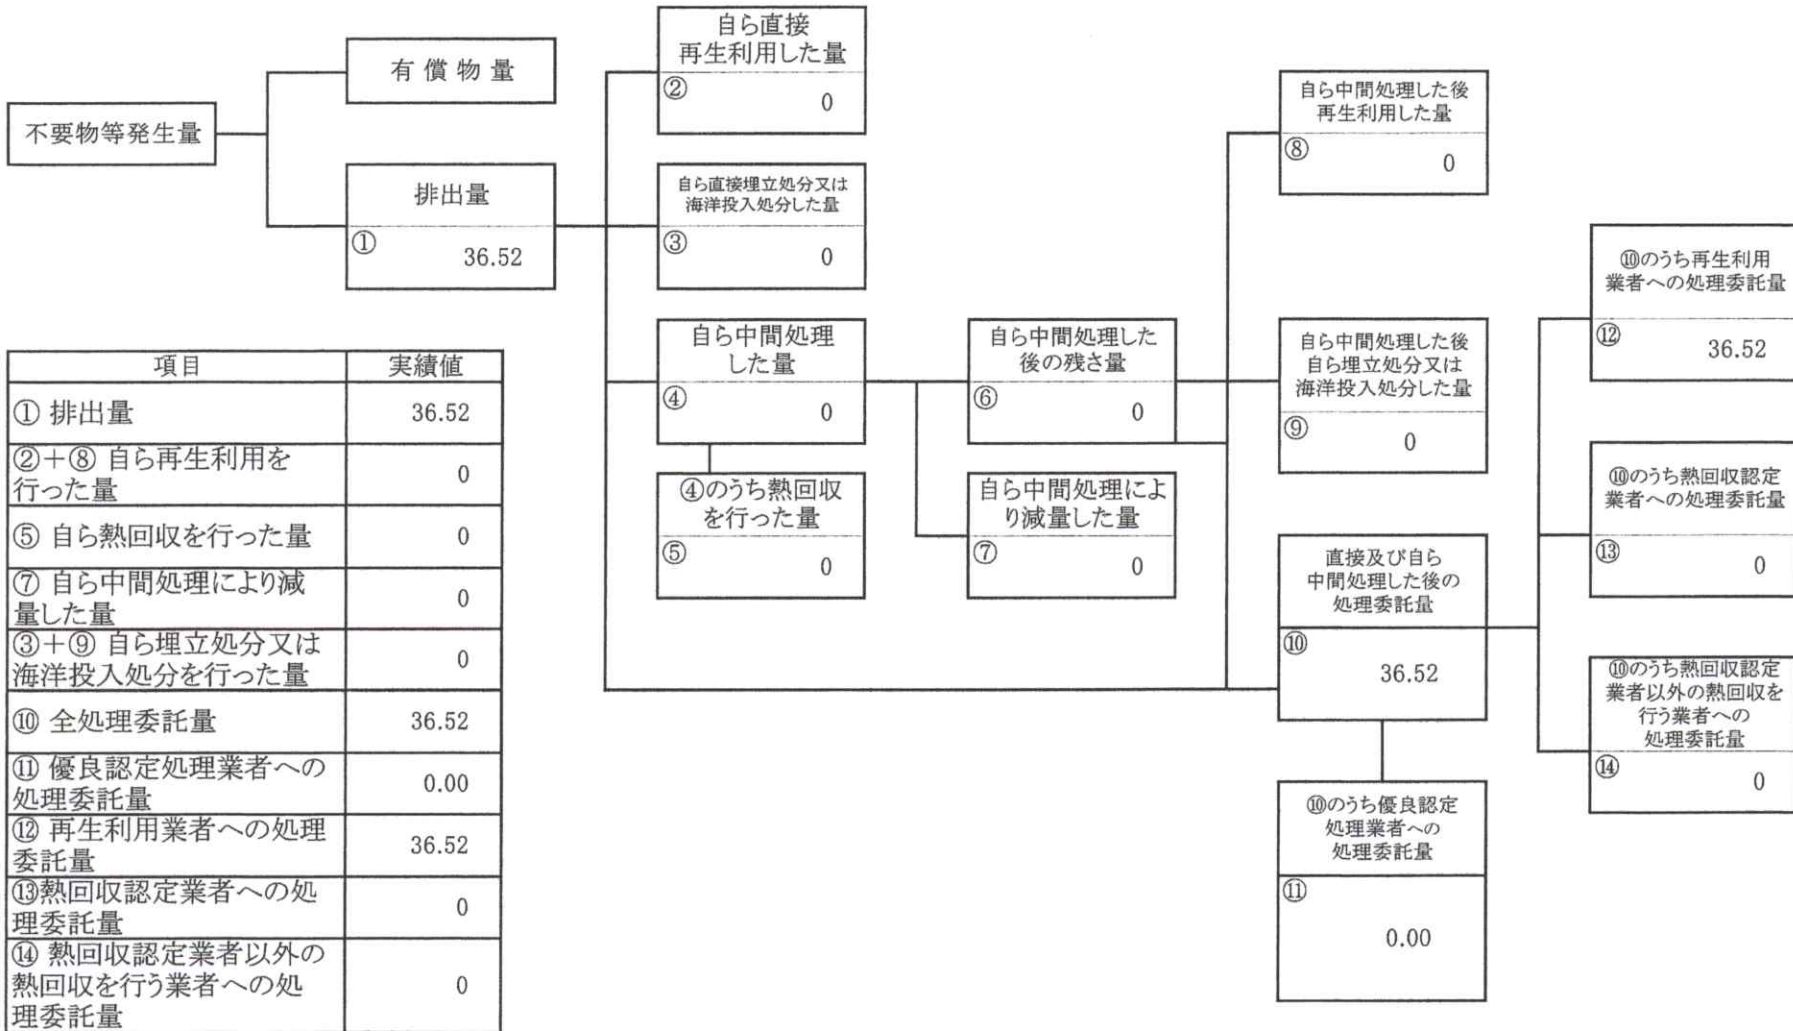 不要物等発生量
有償物量
排出量
①
36.52
自ら直接
再生利用した量
②
0
自ら直接埋立処分又は
海洋投入処分した量
③
0
自ら中間処理
した量
④
0
④のうち熱回収
を行った量
⑤
0
自ら中間処理した
後の残さ量
⑥
0
自ら中間処理によ
り減量した量
⑦
0
自ら中間処理した後
再生利用した量
⑧
0
自ら中間処理した後
自ら埋立処分又は
海洋投入処分した量
⑨
0
直接及び自ら
中間処理した後の
処理委託量
⑩
36.52
⑩のうち優良認定
処理業者への
処理委託量
⑪
0.00
⑩のうち再生利用
業者への処理委託量
⑫
36.52
⑩のうち熱回収認定
業者への処理委託量
⑬
0
⑩のうち熱回収認定
業者以外の熱回収を
行う業者への
処理委託量
⑭
0
項目 実績値
① 排出量 36.52
②+⑧ 自ら再生利用を
行った量 0
⑤ 自ら熱回収を行った量 0
⑦ 自ら中間処理により減
量した量 0
③+⑨ 自ら埋立処分又は
海洋投入処分を行った量 0
⑩ 全処理委託量 36.52
⑪ 優良認定処理業者への
処理委託量 0.00
⑫ 再生利用業者への処理
委託量 36.52
⑬熱回収認定業者への処
理委託量 0
⑭ 熱回収認定業者以外の
熱回収を行う業者への処
理委託量 0